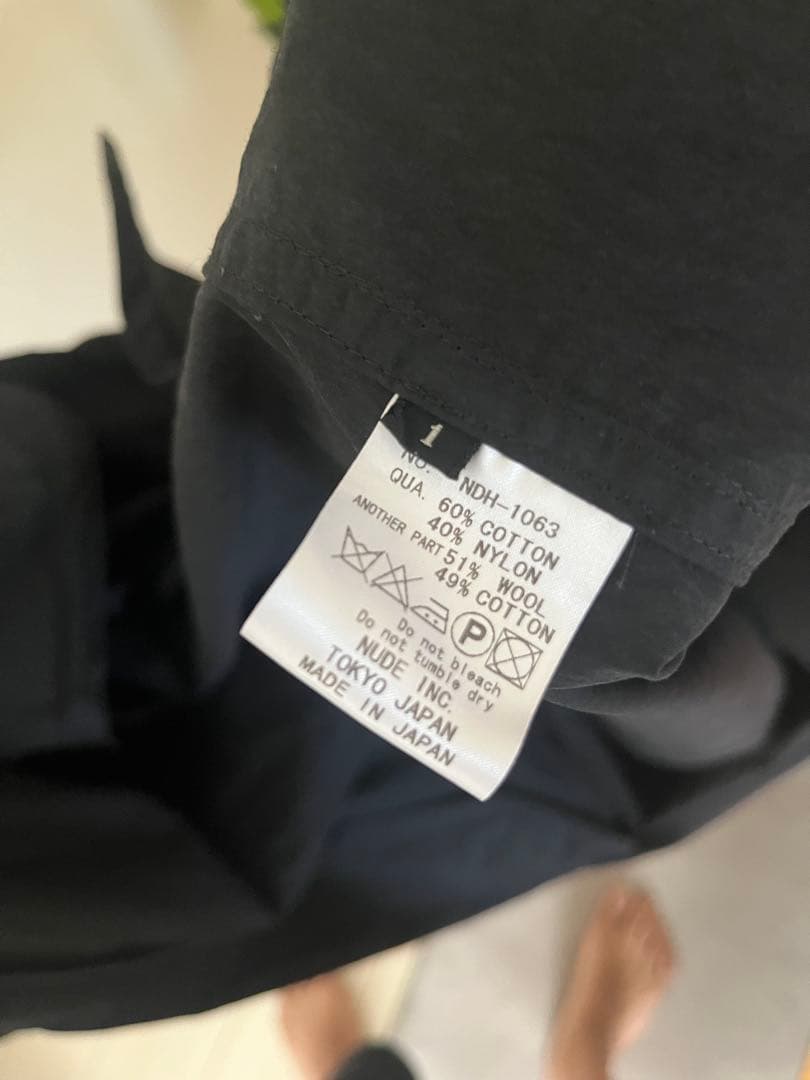 1
NO. NDH-1063
QUA. 60% COTTON
40% NYLON
ANOTHER PART 51% WOOL
49% COTTON
P
Do not bleach
Do not tumble dry
NUDE INC.
TOKYO JAPAN
MADE IN JAPAN